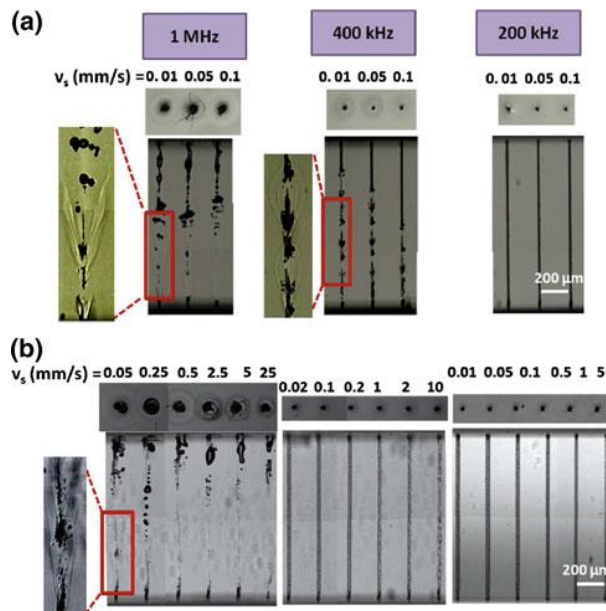 (a)
1 MHz 400 kHz 200 kHz
vs (mm/s) = 0. 01 0.05 0.1 0. 01 0.05 0.1 0.01 0.05 0.1
200 µm
(b)
vs (mm/s) = 0.05 0.25 0.5 2.5 5 25 0.02 0.1 0.2 1 2 10 0.01 0.05 0.1 0.5 1 5
200 µm